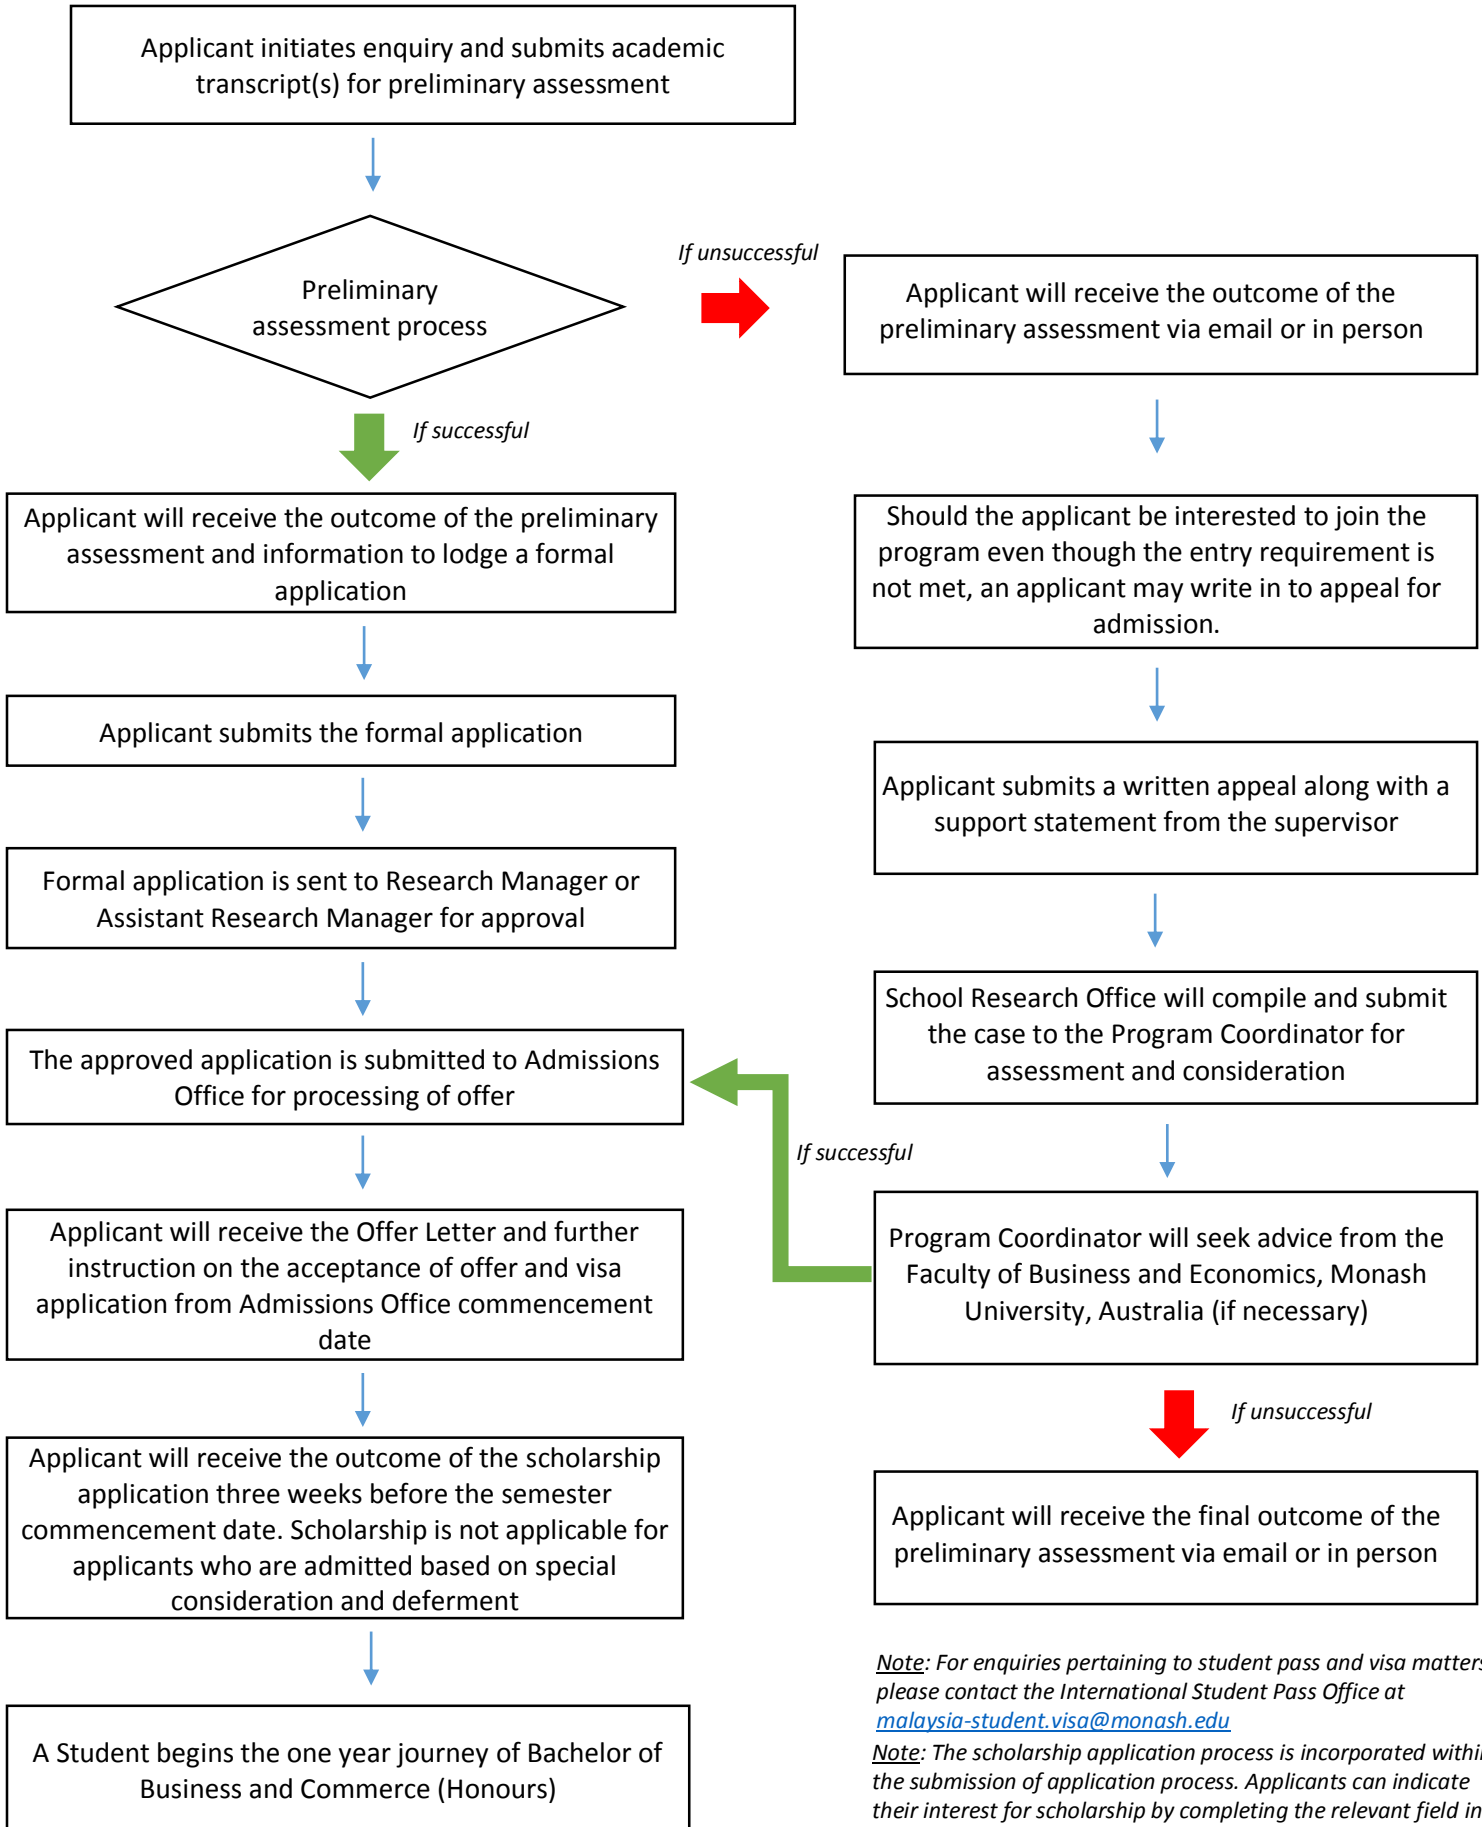 Applicant initiates enquiry and submits academic
transcript(s) for preliminary assessment
Preliminary
assessment process
If unsuccessful
Applicant will receive the outcome of the
preliminary assessment via email or in person
If successful
Applicant will receive the outcome of the preliminary
assessment and information to lodge a formal
application
Should the applicant be interested to join the
program even though the entry requirement is
not met, an applicant may write in to appeal for
admission.
Applicant submits the formal application
Applicant submits a written appeal along with a
support statement from the supervisor
Formal application is sent to Research Manager or
Assistant Research Manager for approval
School Research Office will compile and submit
the case to the Program Coordinator for
assessment and consideration
The approved application is submitted to Admissions
Office for processing of offer
If successful
Applicant will receive the Offer Letter and further
instruction on the acceptance of offer and visa
application from Admissions Office commencement
date
Program Coordinator will seek advice from the
Faculty of Business and Economics, Monash
University, Australia (if necessary)
If unsuccessful
Applicant will receive the outcome of the scholarship
application three weeks before the semester
commencement date. Scholarship is not applicable for
applicants who are admitted based on special
consideration and deferment
Applicant will receive the final outcome of the
preliminary assessment via email or in person
A Student begins the one year journey of Bachelor of
Business and Commerce (Honours)
Note: For enquiries pertaining to student pass and visa matters
please contact the International Student Pass Office at
malaysia-student.visa@monash.edu
Note: The scholarship application process is incorporated within
the submission of application process. Applicants can indicate
their interest for scholarship by completing the relevant field in